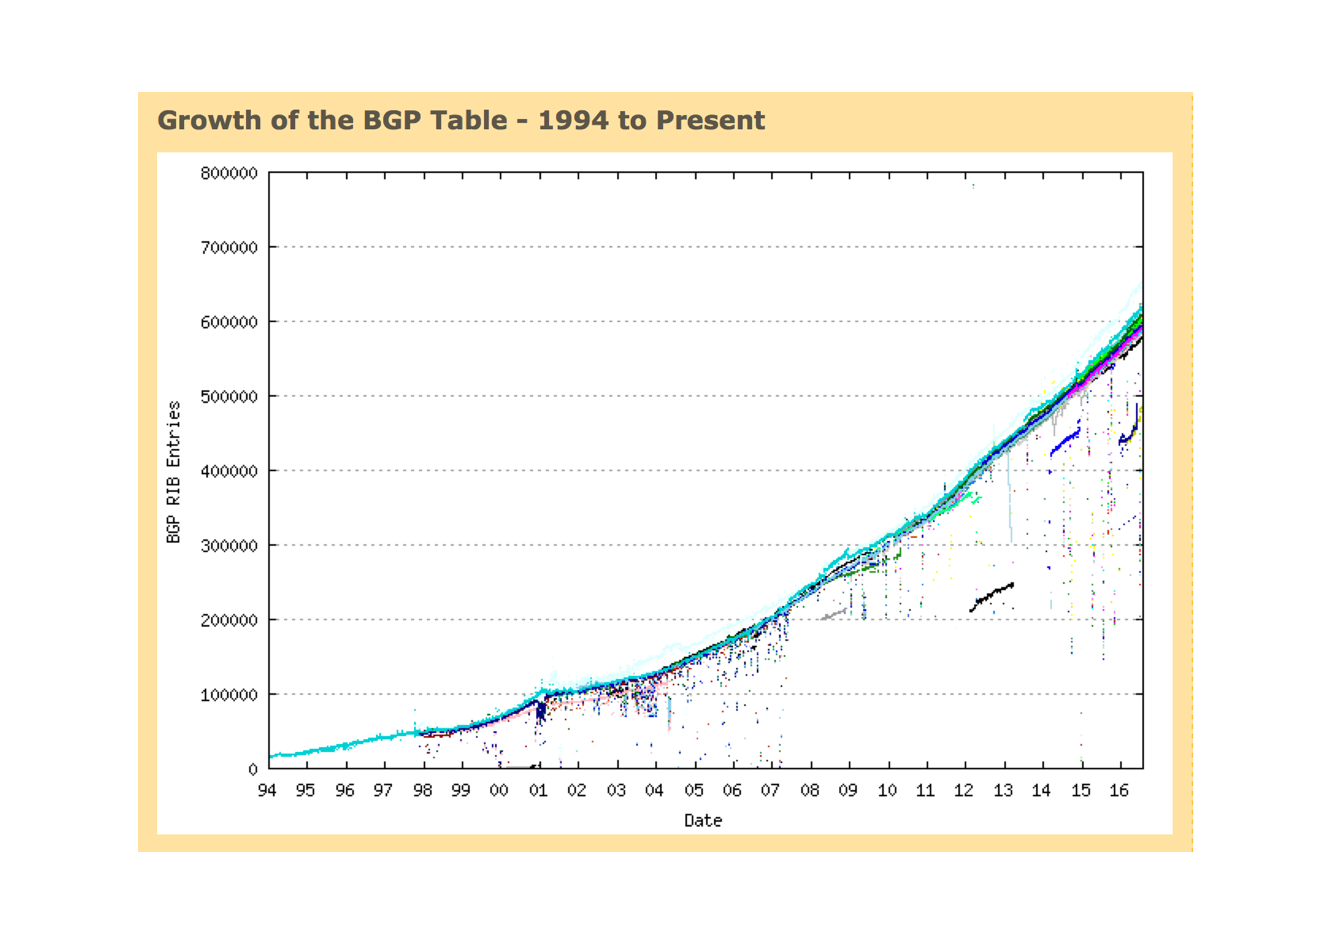 Growth of the BGP Table - 1994 to Present
800000
700000
600000
500000
400000
300000
200000
100000
0
BGP RIB Entries
94 95 96 97 98 99 00 01 02 03 04 05 06 07 08 09 10 11 12 13 14 15 16
Date